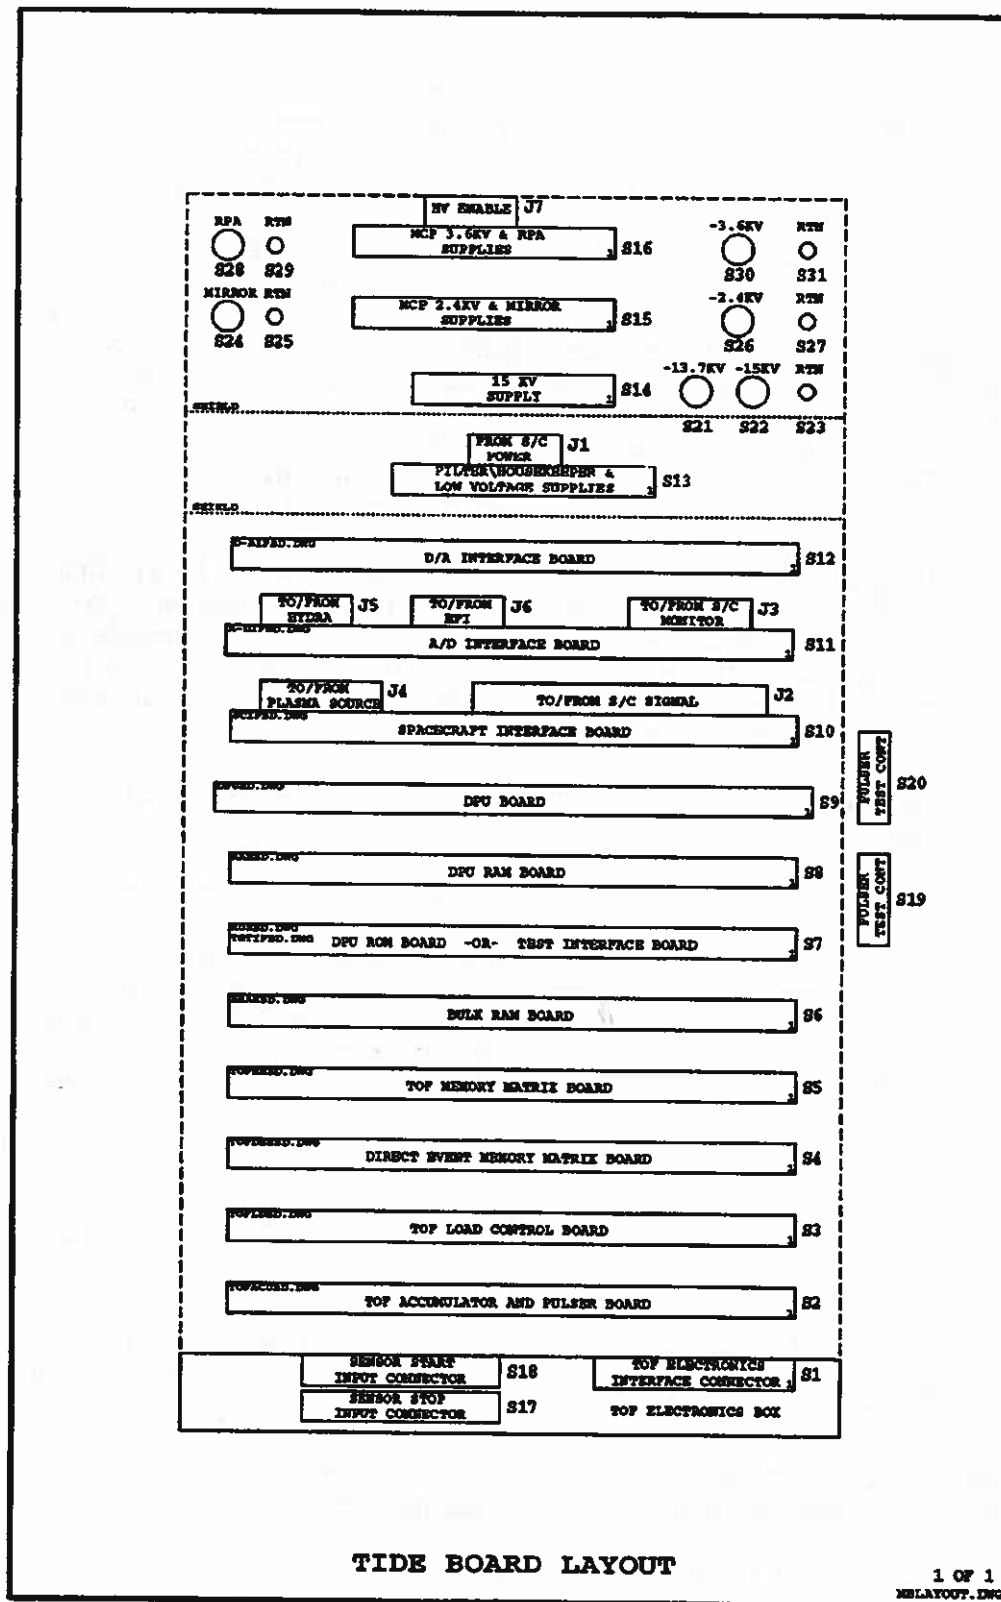 HV ENABLE J7
RPA RTN
MCP 3.6KV & RPA
SUPPLIES
S16
-3.6KV RTN
S28 S29
S30 S31
MIRROR RTN
MCP 2.4KV & MIRROR
SUPPLIES
S15
-2.4KV RTN
S24 S25
S26 S27
15 KV
SUPPLY
S14
-13.7KV -15KV RTN
SHIELD
S21 S22 S23
FROM S/C
POWER
J1
FILTER\HOUSEKEEPER &
LOW VOLTAGE SUPPLIES
S13
SHIELD
D/A INTERFACE BOARD
S12
TO/FROM
HYDRA
J5
TO/FROM
EFI
J6
TO/FROM S/C
MONITOR
J3
A/D INTERFACE BOARD
S11
TO/FROM
PLASMA SOURCE
J4
TO/FROM S/C SIGNAL
J2
SPACECRAFT INTERFACE BOARD
S10
PULSER
TEST CONT
S20
DPU BOARD
S9
DPU RAM BOARD
S8
PULSER
TEST CONT
S19
TSTIFBD.DWG
DPU ROM BOARD -OR- TEST INTERFACE BOARD
S7
BULK RAM BOARD
S6
TOF MEMORY MATRIX BOARD
S5
DIRECT EVENT MEMORY MATRIX BOARD
S4
TOF LOAD CONTROL BOARD
S3
TOF ACCUMULATOR AND PULSER BOARD
S2
SENSOR START
INPUT CONNECTOR
S18
TOF ELECTRONICS
INTERFACE CONNECTOR
S1
SENSOR STOP
INPUT CONNECTOR
S17
TOF ELECTRONICS BOX
TIDE BOARD LAYOUT
1 OF 1
MBLAYOUT.DWG